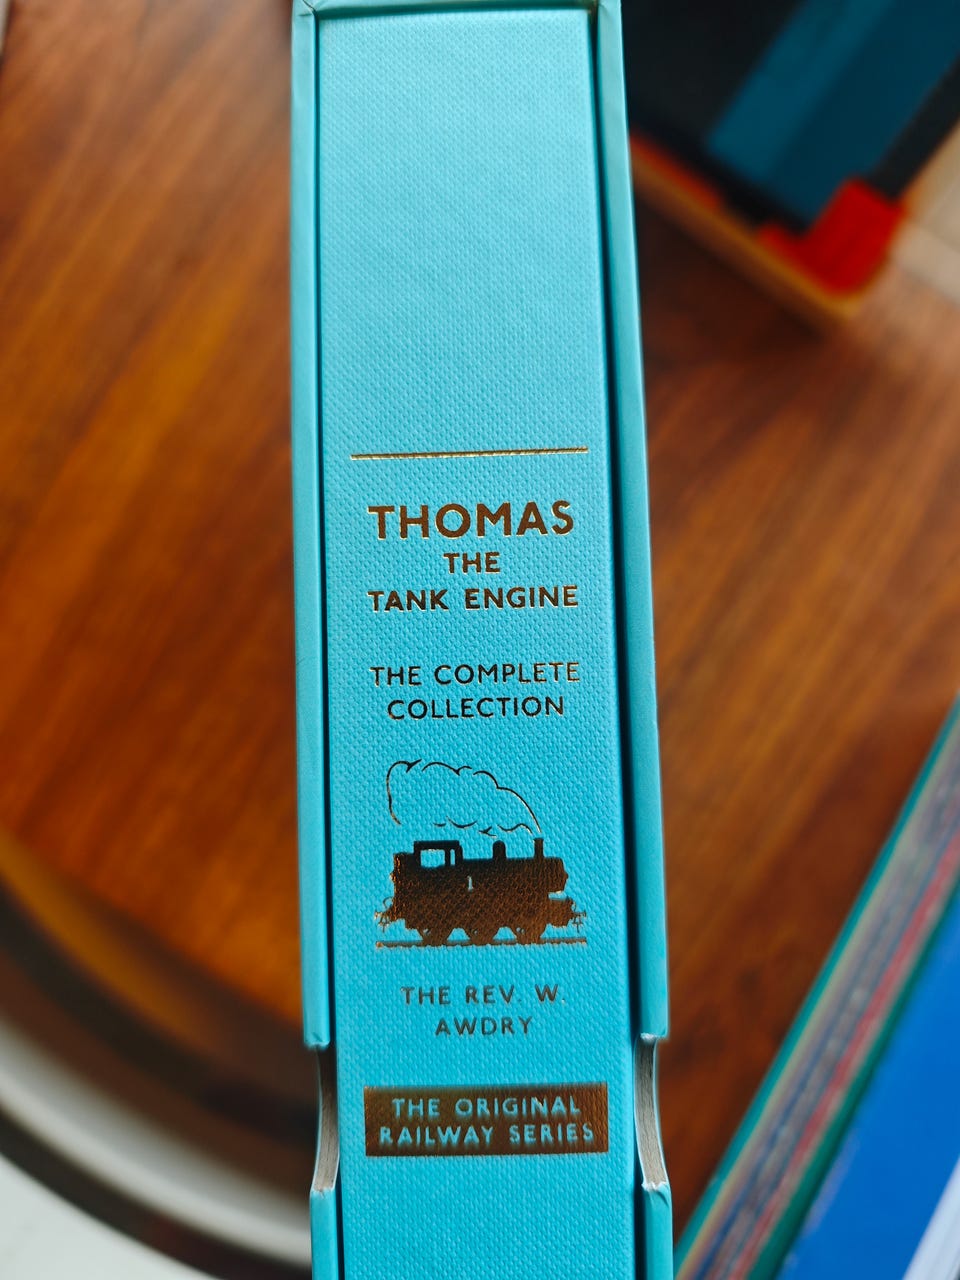 THOMAS
THE
TANK ENGINE
THE COMPLETE
COLLECTION
THE REV. W.
AWDRY
THE ORIGINAL
RAILWAY SERIES